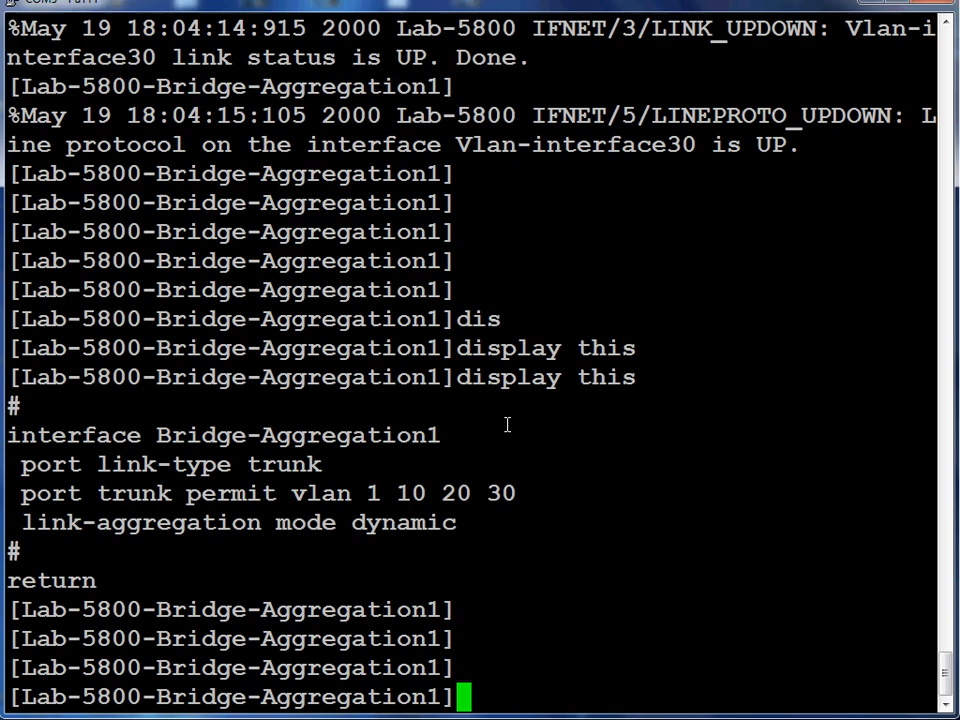 %May 19 18:04:14:915 2000 Lab-5800 IFNET/3/LINK_UPDOWN: Vlan-i
nterface30 link status is UP. Done.
[Lab-5800-Bridge-Aggregation1]
%May 19 18:04:15:105 2000 Lab-5800 IFNET/5/LINEPROTO_UPDOWN: L
ine protocol on the interface Vlan-interface30 is UP.
[Lab-5800-Bridge-Aggregation1]
[Lab-5800-Bridge-Aggregation1]
[Lab-5800-Bridge-Aggregation1]
[Lab-5800-Bridge-Aggregation1]
[Lab-5800-Bridge-Aggregation1]
[Lab-5800-Bridge-Aggregation1]dis
[Lab-5800-Bridge-Aggregation1]display this
[Lab-5800-Bridge-Aggregation1]display this
#
interface Bridge-Aggregation1
 port link-type trunk
 port trunk permit vlan 1 10 20 30
 link-aggregation mode dynamic
#
return
[Lab-5800-Bridge-Aggregation1]
[Lab-5800-Bridge-Aggregation1]
[Lab-5800-Bridge-Aggregation1]
[Lab-5800-Bridge-Aggregation1]